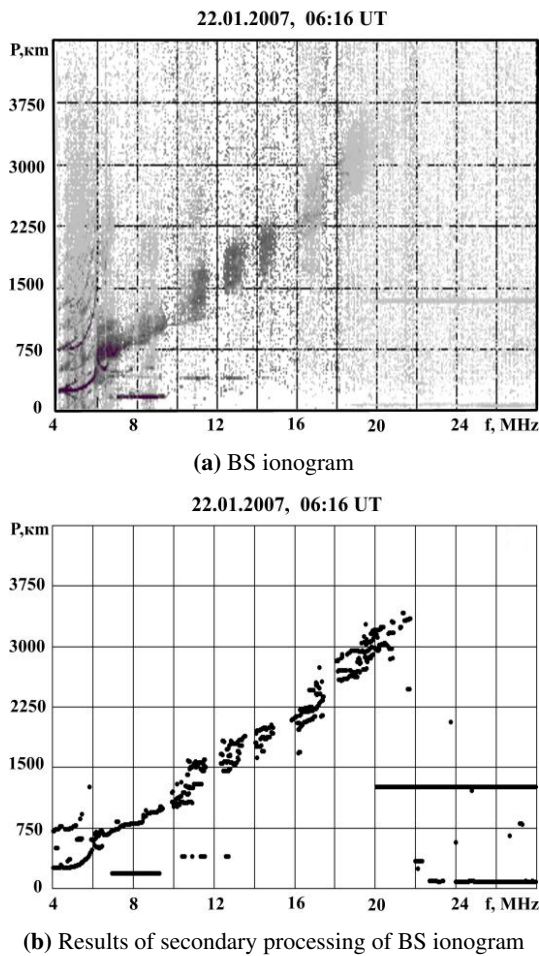 22.01.2007, 06:16 UT
P,км
3750
3000
2250
1500
750
0
4 8 12 16 20 24 f, MHz
(a) BS ionogram
22.01.2007, 06:16 UT
P,км
3750
3000
2250
1500
750
0
4 8 12 16 20 24 f, MHz
(b) Results of secondary processing of BS ionogram